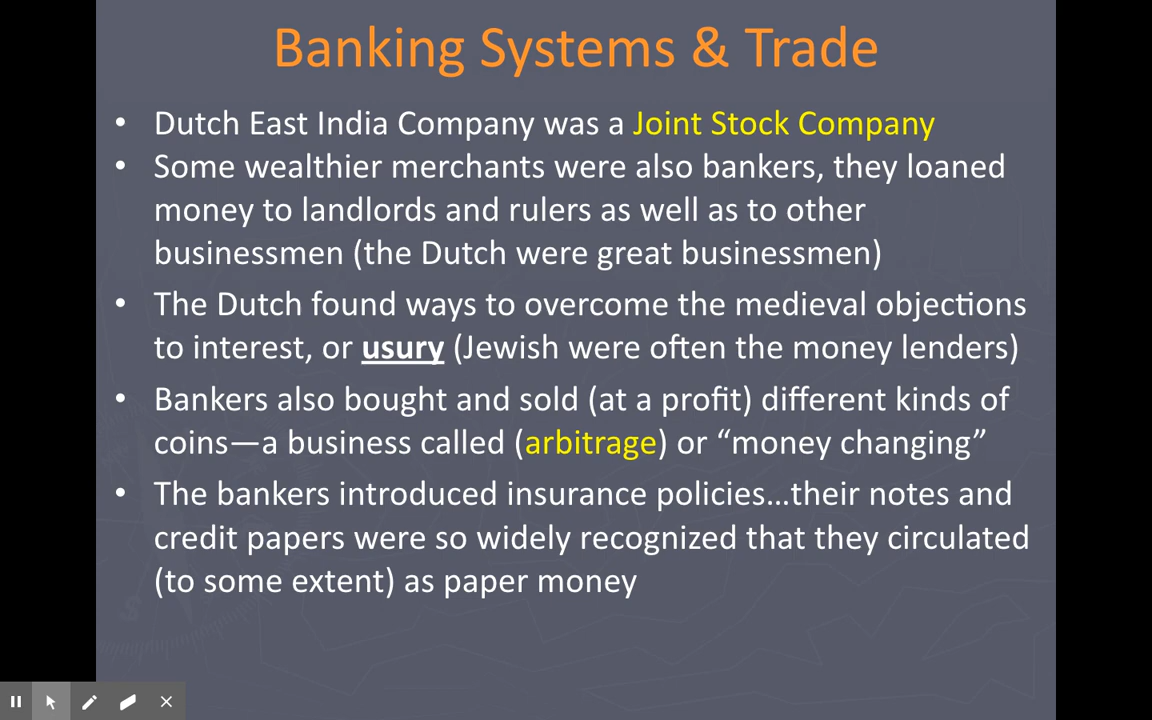 Banking Systems & Trade
• Dutch East India Company was a Joint Stock Company
• Some wealthier merchants were also bankers, they loaned
money to landlords and rulers as well as to other
businessmen (the Dutch were great businessmen)
• The Dutch found ways to overcome the medieval objections
to interest, or usury (Jewish were often the money lenders)
• Bankers also bought and sold (at a profit) different kinds of
coins—a business called (arbitrage) or “money changing”
• The bankers introduced insurance policies…their notes and
credit papers were so widely recognized that they circulated
(to some extent) as paper money